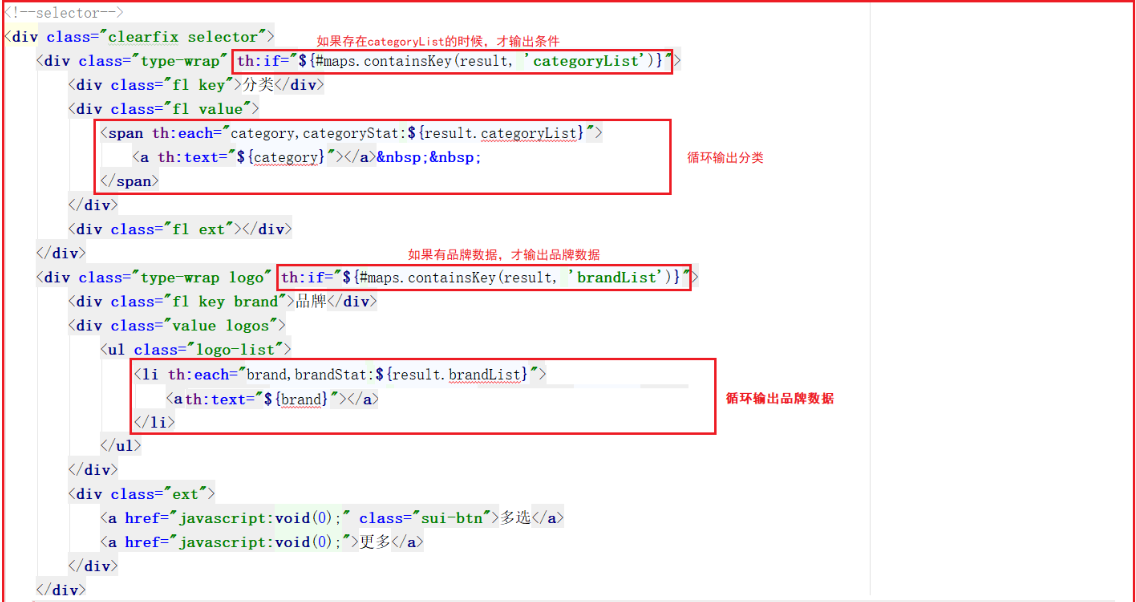 <!--selector-->
<div class="clearfix selector">
如果存在categoryList的时候，才输出条件
<div class="type-wrap" th:if="${#maps.containsKey(result, 'categoryList')}">
<div class="fl key">分类</div>
<div class="fl value">
<span th:each="category,categoryStat:${result.categoryList}">
<a th:text="${category}"></a>&nbsp;&nbsp;
循环输出分类
</span>
</div>
<div class="fl ext"></div>
</div>
如果有品牌数据，才输出品牌数据
<div class="type-wrap logo" th:if="${#maps.containsKey(result, 'brandList')}">
<div class="fl key brand">品牌</div>
<div class="value logos">
<ul class="logo-list">
<li th:each="brand,brandStat:${result.brandList}">
<ath:text="${brand}"></a>
循环输出品牌数据
</li>
</ul>
</div>
<div class="ext">
<a href="javascript:void(0);" class="sui-btn">多选</a>
<a href="javascript:void(0);">更多</a>
</div>
</div>